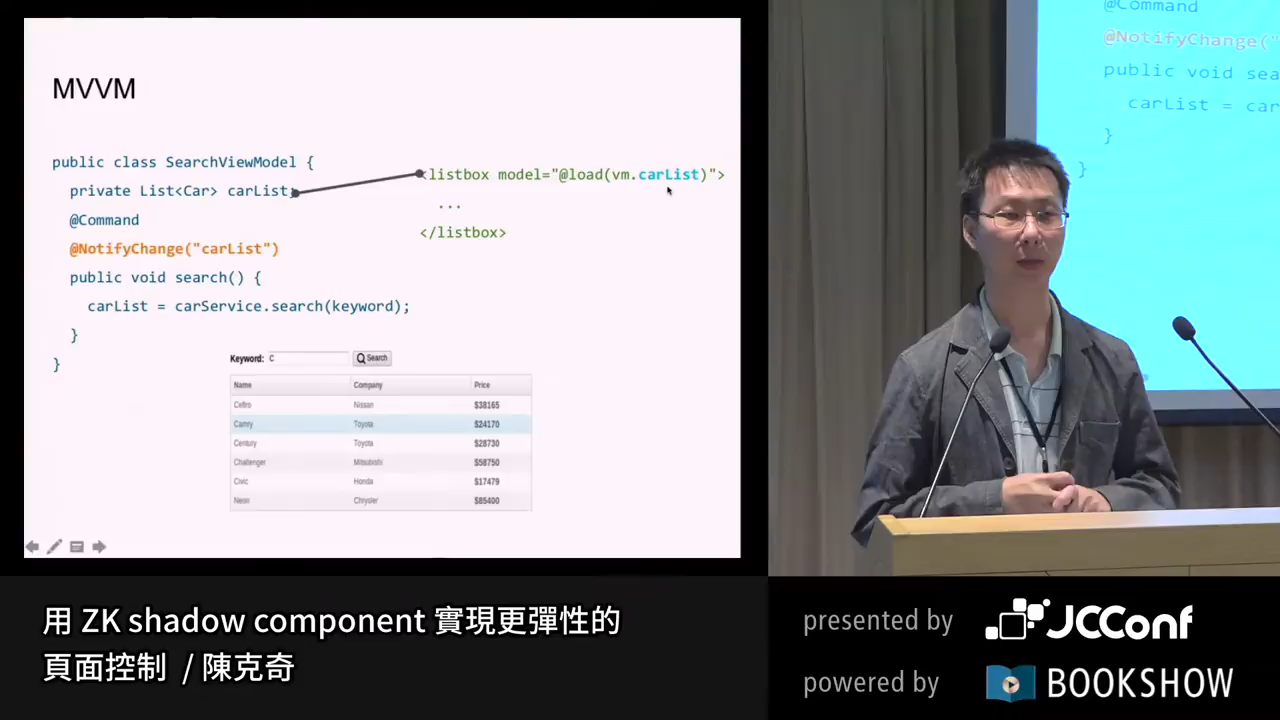 MVVM
public class SearchViewModel {
private List<Car> carList;
@Command
@NotifyChange("carList")
public void search() {
carList = carService.search(keyword);
}
}
<listbox model="@load(vm.carList)">
...
</listbox>
Keyword: C Search
Name Company Price
Cefiro Nissan $38165
Camry Toyota $24170
Century Toyota $28730
Challenger Mitsubishi $58750
Civic Honda $17479
Neon Chrysler $85400
@Command
@NotifyChange("
public void sea
carList = car
}
}
用 ZK shadow component 實現更彈性的
頁面控制 / 陳克奇
presented by JCConf
powered by BOOKSHOW